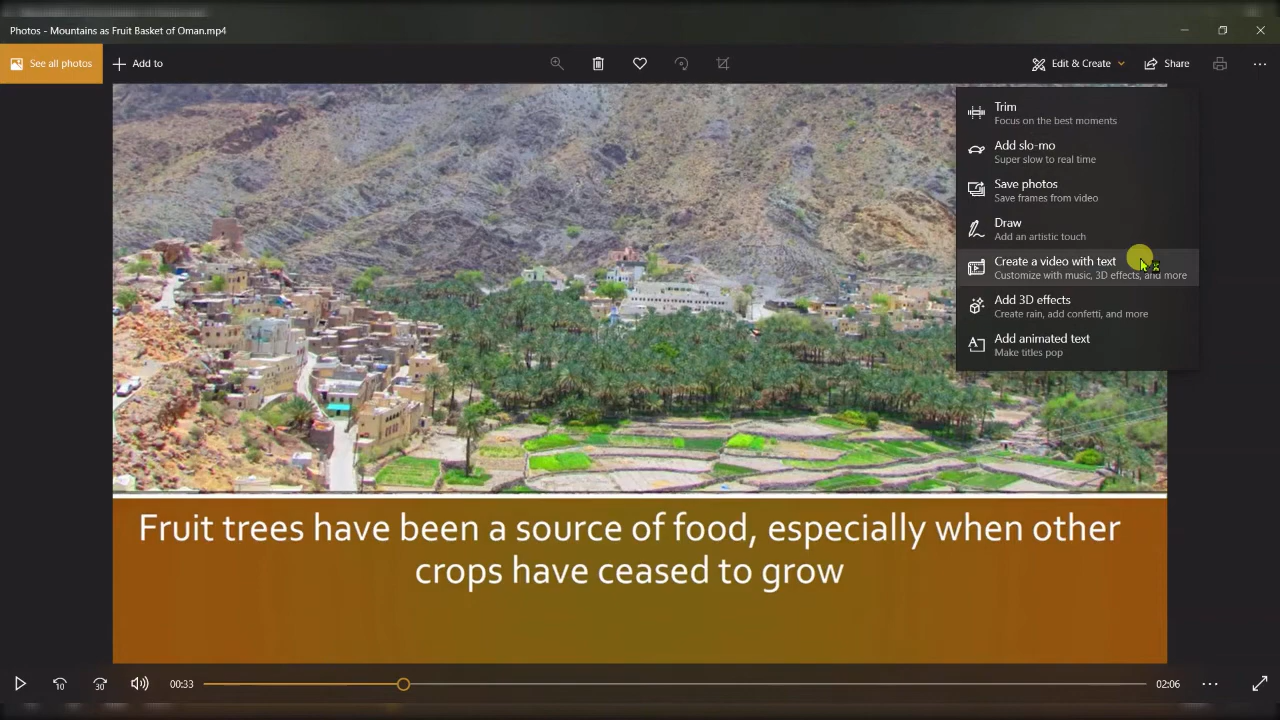 Photos - Mountains as Fruit Basket of Oman.mp4
See all photos
Add to
Edit & Create
Share
Trim
Focus on the best moments
Add slo-mo
Super slow to real time
Save photos
Save frames from video
Draw
Add an artistic touch
Create a video with text
Customize with music, 3D effects, and more
Add 3D effects
Create rain, add confetti, and more
Add animated text
Make titles pop
Fruit trees have been a source of food, especially when other
crops have ceased to grow
10
30
00:33
02:06